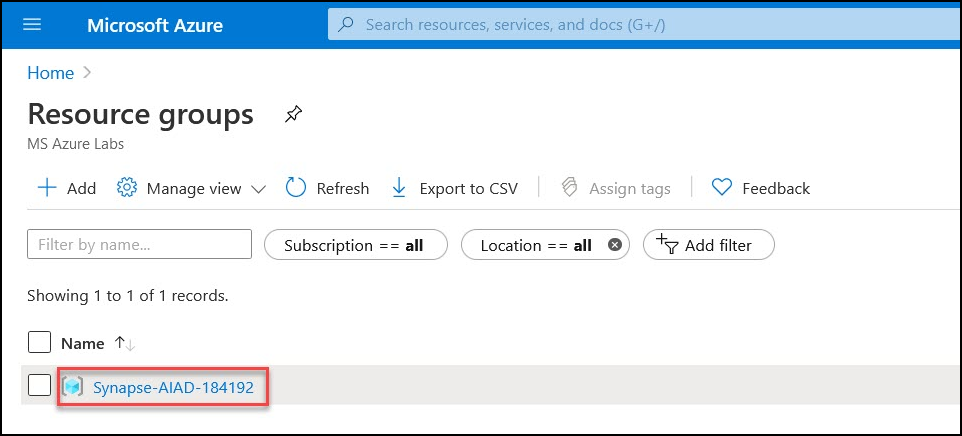 Microsoft Azure Search resources, services, and docs (G+/)
Home >
Resource groups
MS Azure Labs
Add Manage view Refresh Export to CSV Assign tags Feedback
Filter by name... Subscription == all Location == all Add filter
Showing 1 to 1 of 1 records.
Name ↑↓
Synapse-AIAD-184192